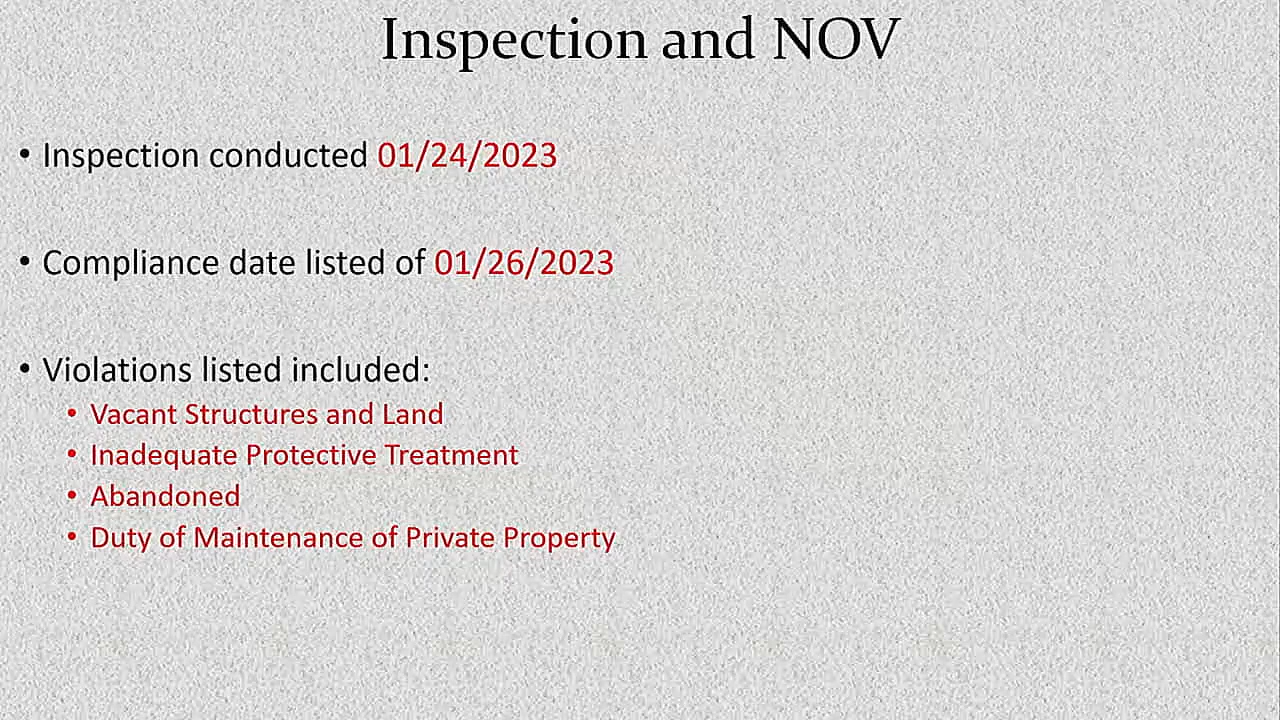 Inspection and NOV
• Inspection conducted 01/24/2023
• Compliance date listed of 01/26/2023
• Violations listed included:
• Vacant Structures and Land
• Inadequate Protective Treatment
• Abandoned
• Duty of Maintenance of Private Property